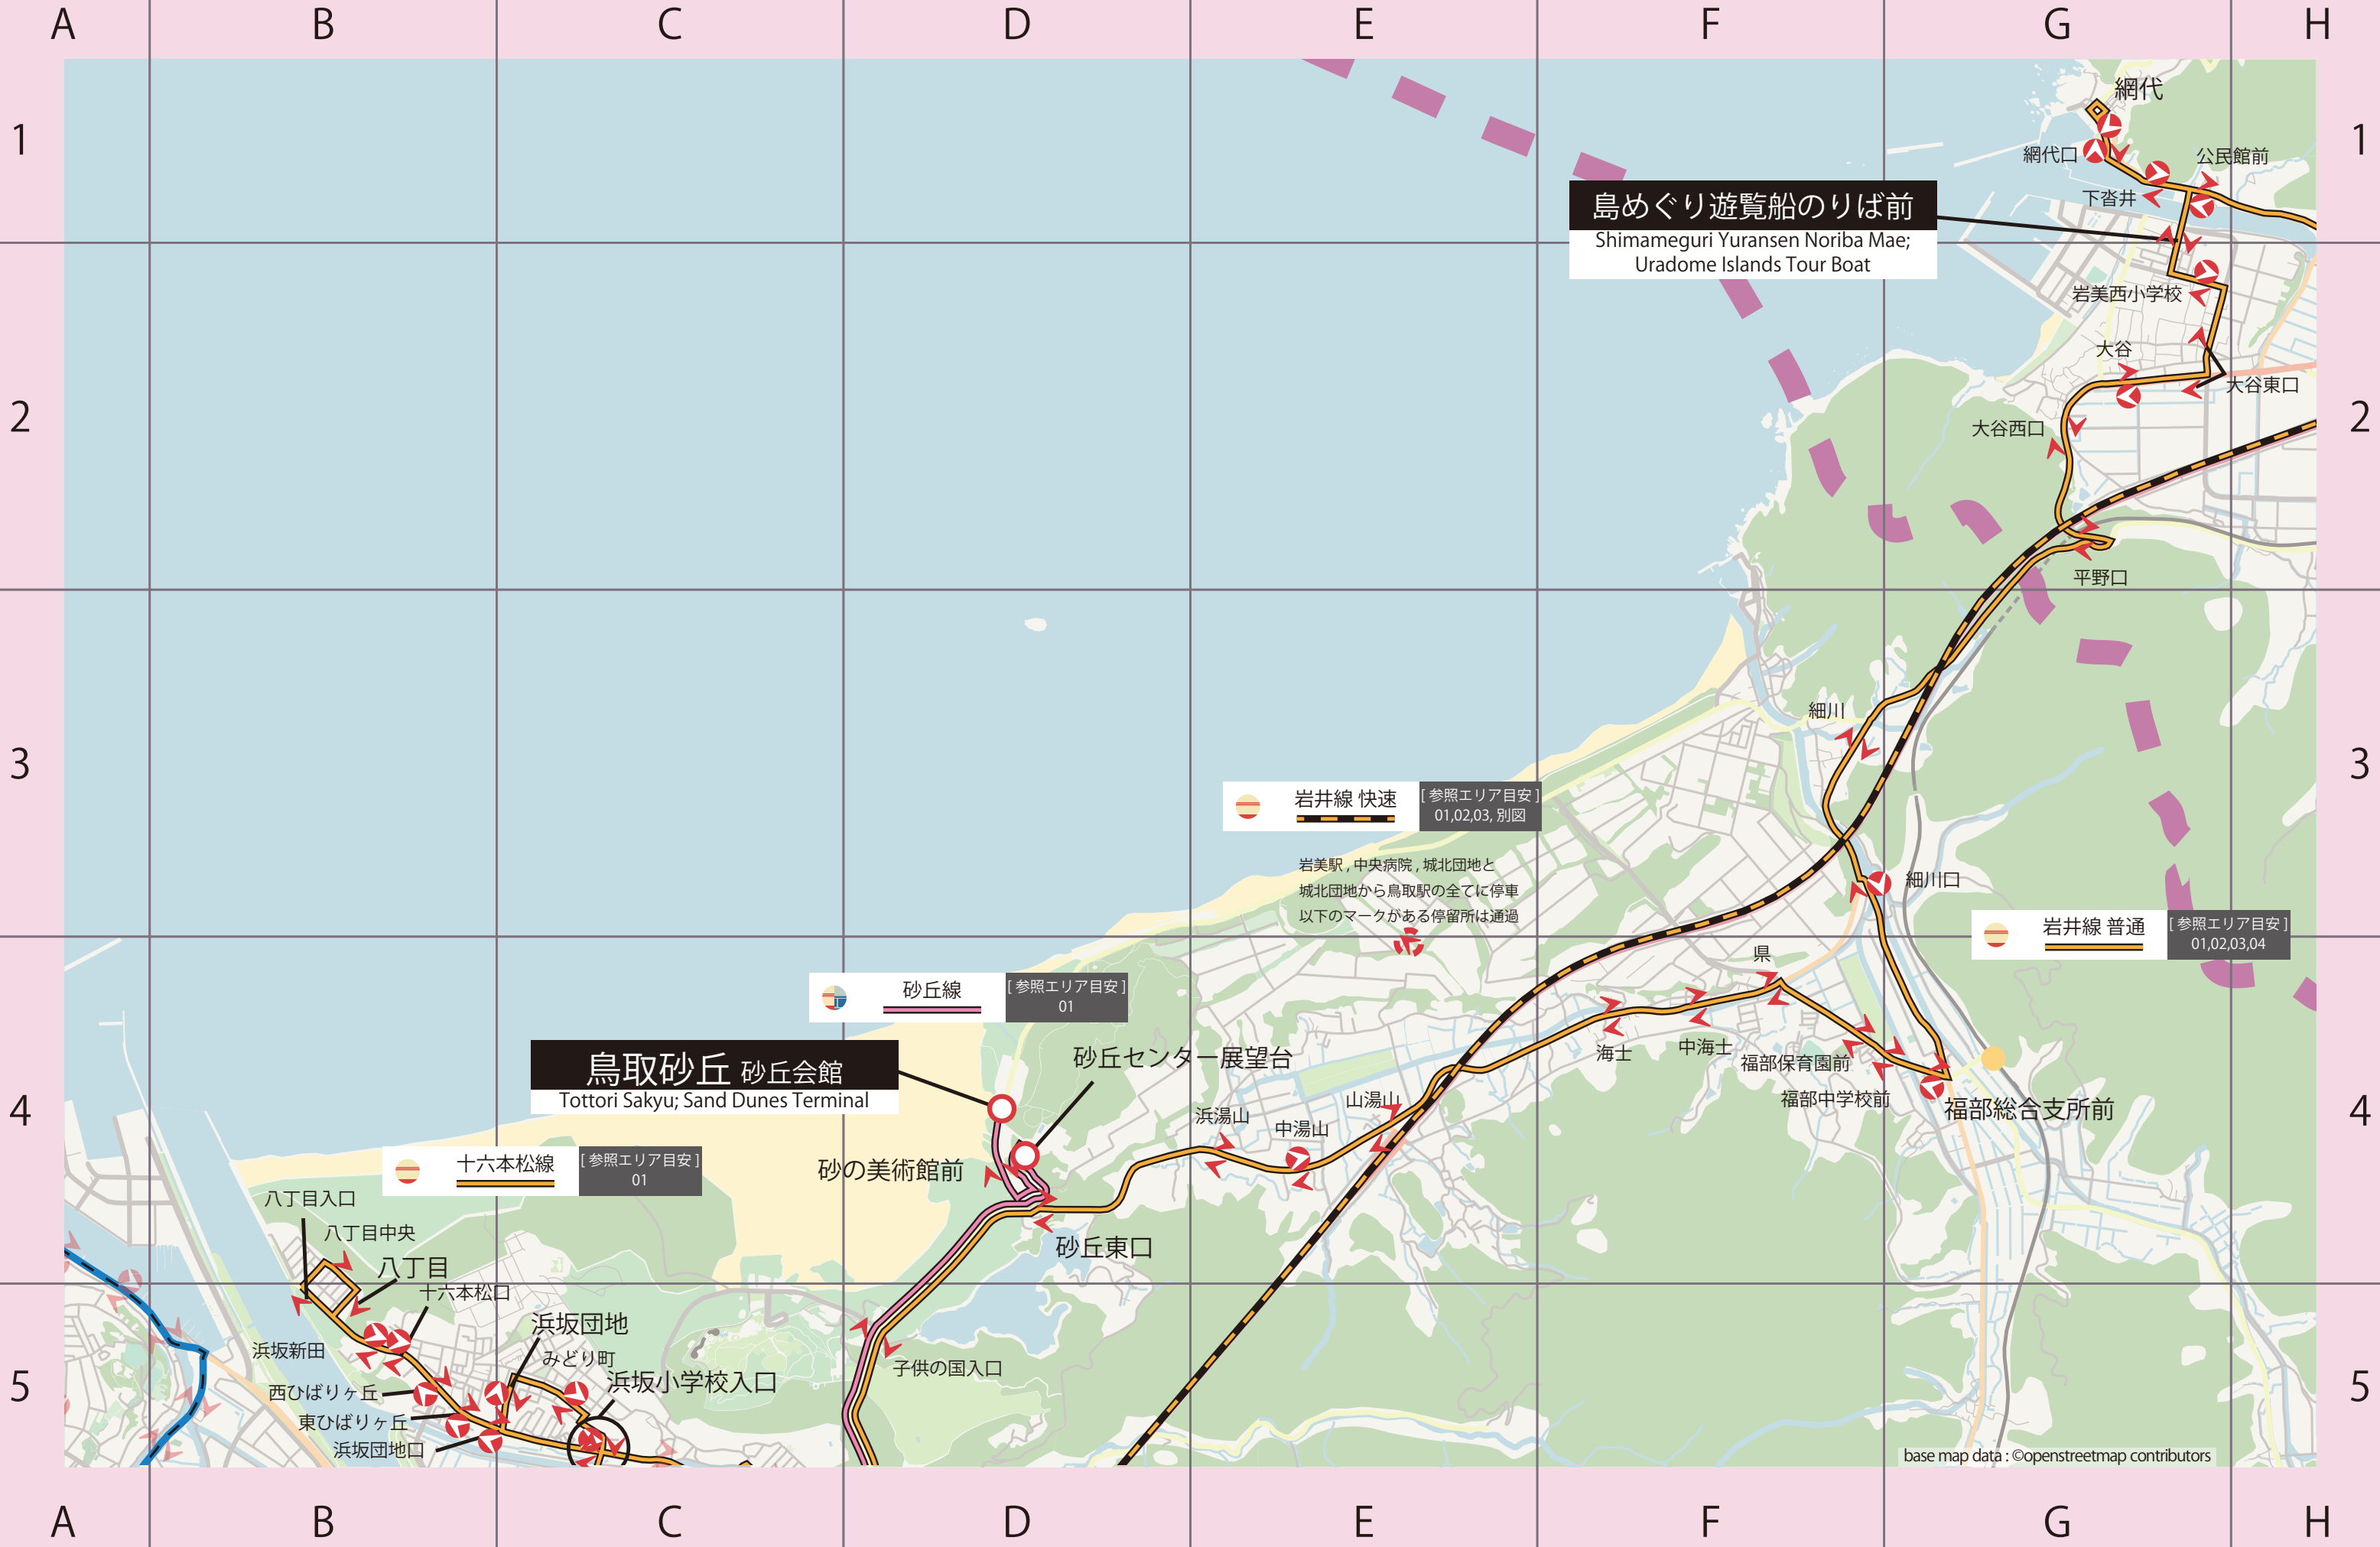 A B C D E F G H
1
1
網代
網代口
公民館前
下沓井
島めぐり遊覧船のりば前
Shimameguri Yuransen Noriba Mae;
Uradome Islands Tour Boat
岩美西小学校
大谷
大谷東口
2
2
大谷西口
平野口
細川
3
3
岩井線 快速
[ 参照エリア目安 ]
01,02,03, 別図
岩美駅 , 中央病院 , 城北団地と
城北団地から鳥取駅の全てに停車
以下のマークがある停留所は通過
細川口
岩井線 普通
[ 参照エリア目安 ]
01,02,03,04
県
砂丘線
[ 参照エリア目安 ]
01
海士
中海士
福部保育園前
福部中学校前
福部総合支所前
鳥取砂丘 砂丘会館
Tottori Sakyu; Sand Dunes Terminal
砂丘センター展望台
4
4
浜湯山
中湯山
山湯山
砂の美術館前
十六本松線
[ 参照エリア目安 ]
01
八丁目入口
八丁目中央
砂丘東口
八丁目
十六本松口
浜坂団地
浜坂新田
みどり町
浜坂小学校入口
子供の国入口
5
5
西ひばりヶ丘
東ひばりヶ丘
浜坂団地口
base map data : ©openstreetmap contributors
A B C D E F G H